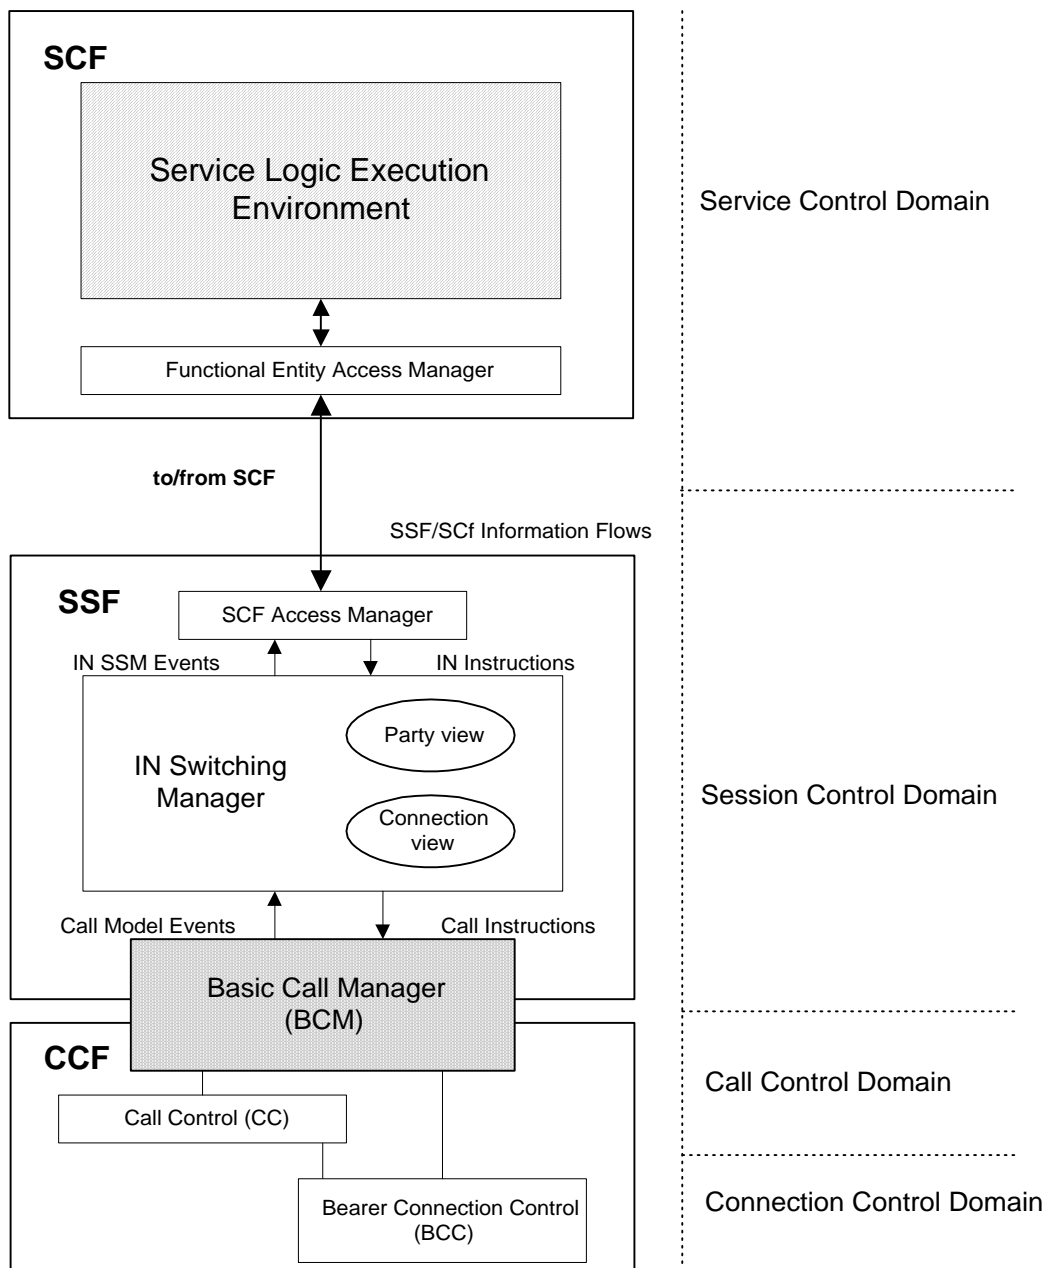 SCF
Service Logic Execution
Environment
Service Control Domain
Functional Entity Access Manager
to/from SCF
SSF/SCf Information Flows
SSF
SCF Access Manager
IN SSM Events
IN Instructions
Party view
IN Switching
Manager
Connection
view
Session Control Domain
Call Model Events
Call Instructions
Basic Call Manager
(BCM)
CCF
Call Control Domain
Call Control (CC)
Bearer Connection Control
(BCC)
Connection Control Domain